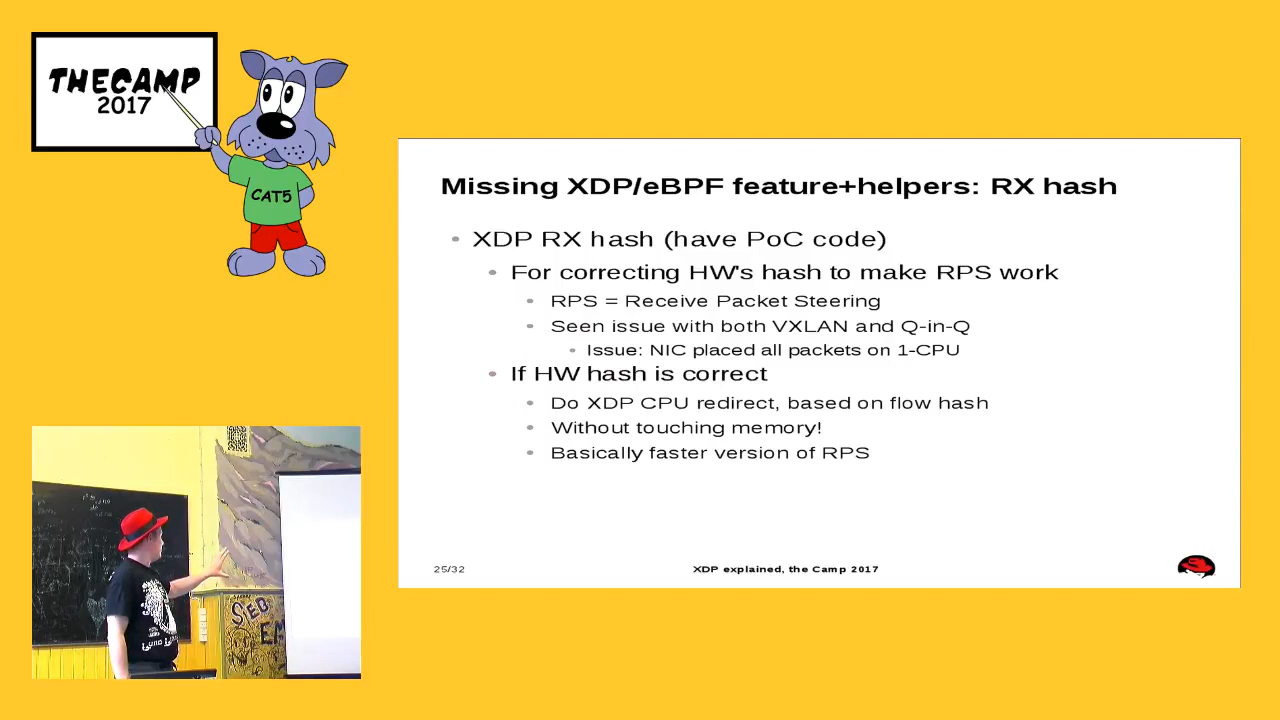 THECAMP
2017
CAT5
Missing XDP/eBPF feature+helpers: RX hash
XDP RX hash (have PoC code)
For correcting HW's hash to make RPS work
RPS = Receive Packet Steering
Seen issue with both VXLAN and Q-in-Q
Issue: NIC placed all packets on 1-CPU
If HW hash is correct
Do XDP CPU redirect, based on flow hash
Without touching memory!
Basically faster version of RPS
25/32
XDP explained, the Camp 2017